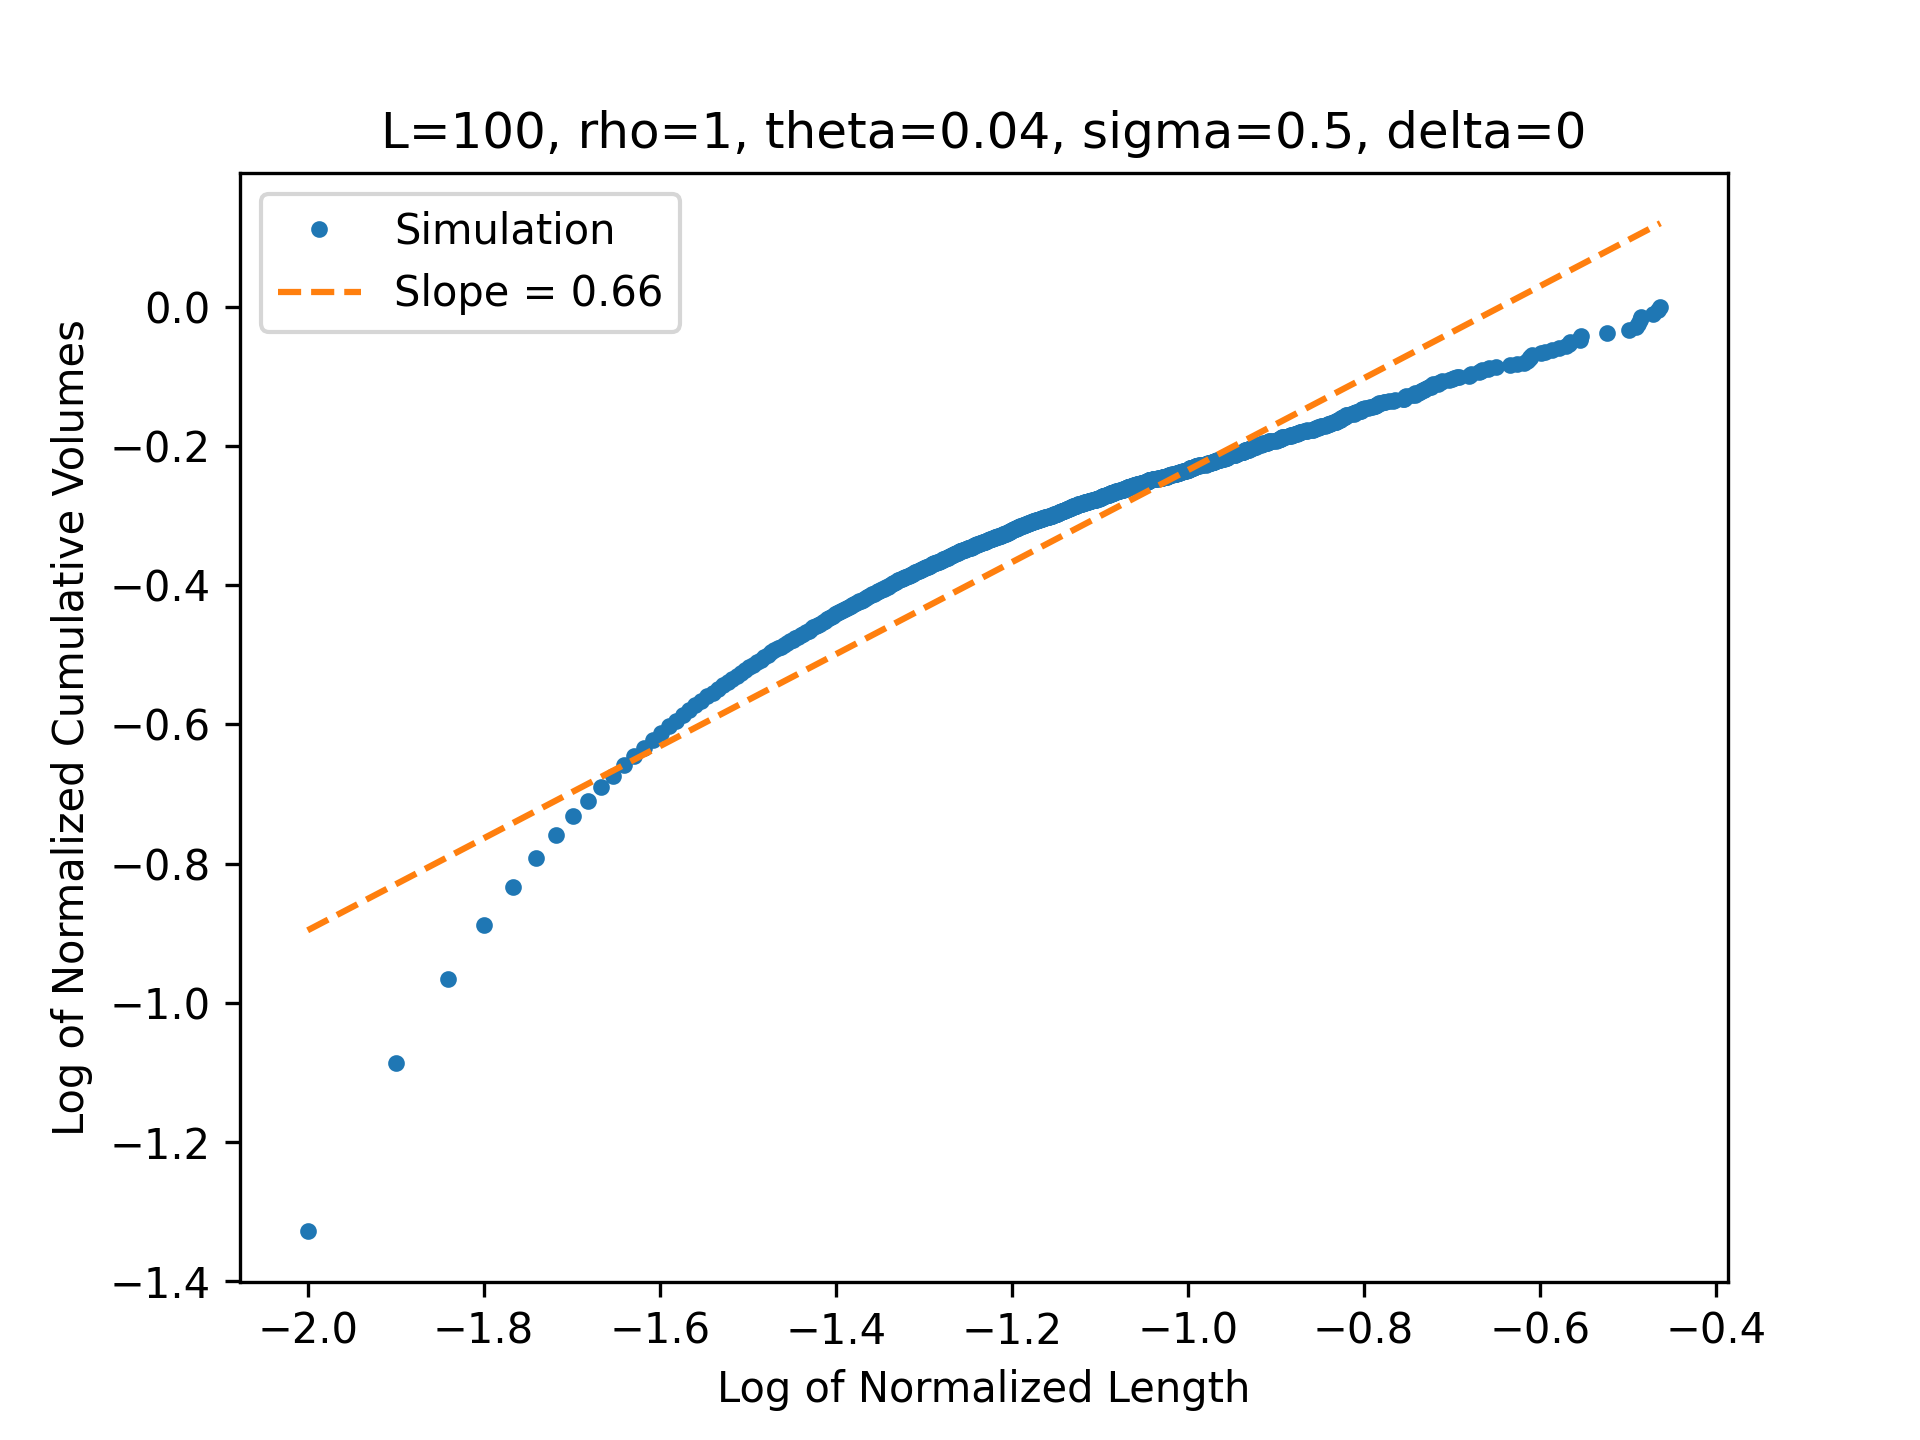 L=100, rho=1, theta=0.04, sigma=0.5, delta=0
Simulation
Slope = 0.66
Log of Normalized Cumulative Volumes
0.0
−0.2
−0.4
−0.6
−0.8
−1.0
−1.2
−1.4
−2.0 −1.8 −1.6 −1.4 −1.2 −1.0 −0.8 −0.6 −0.4
Log of Normalized Length